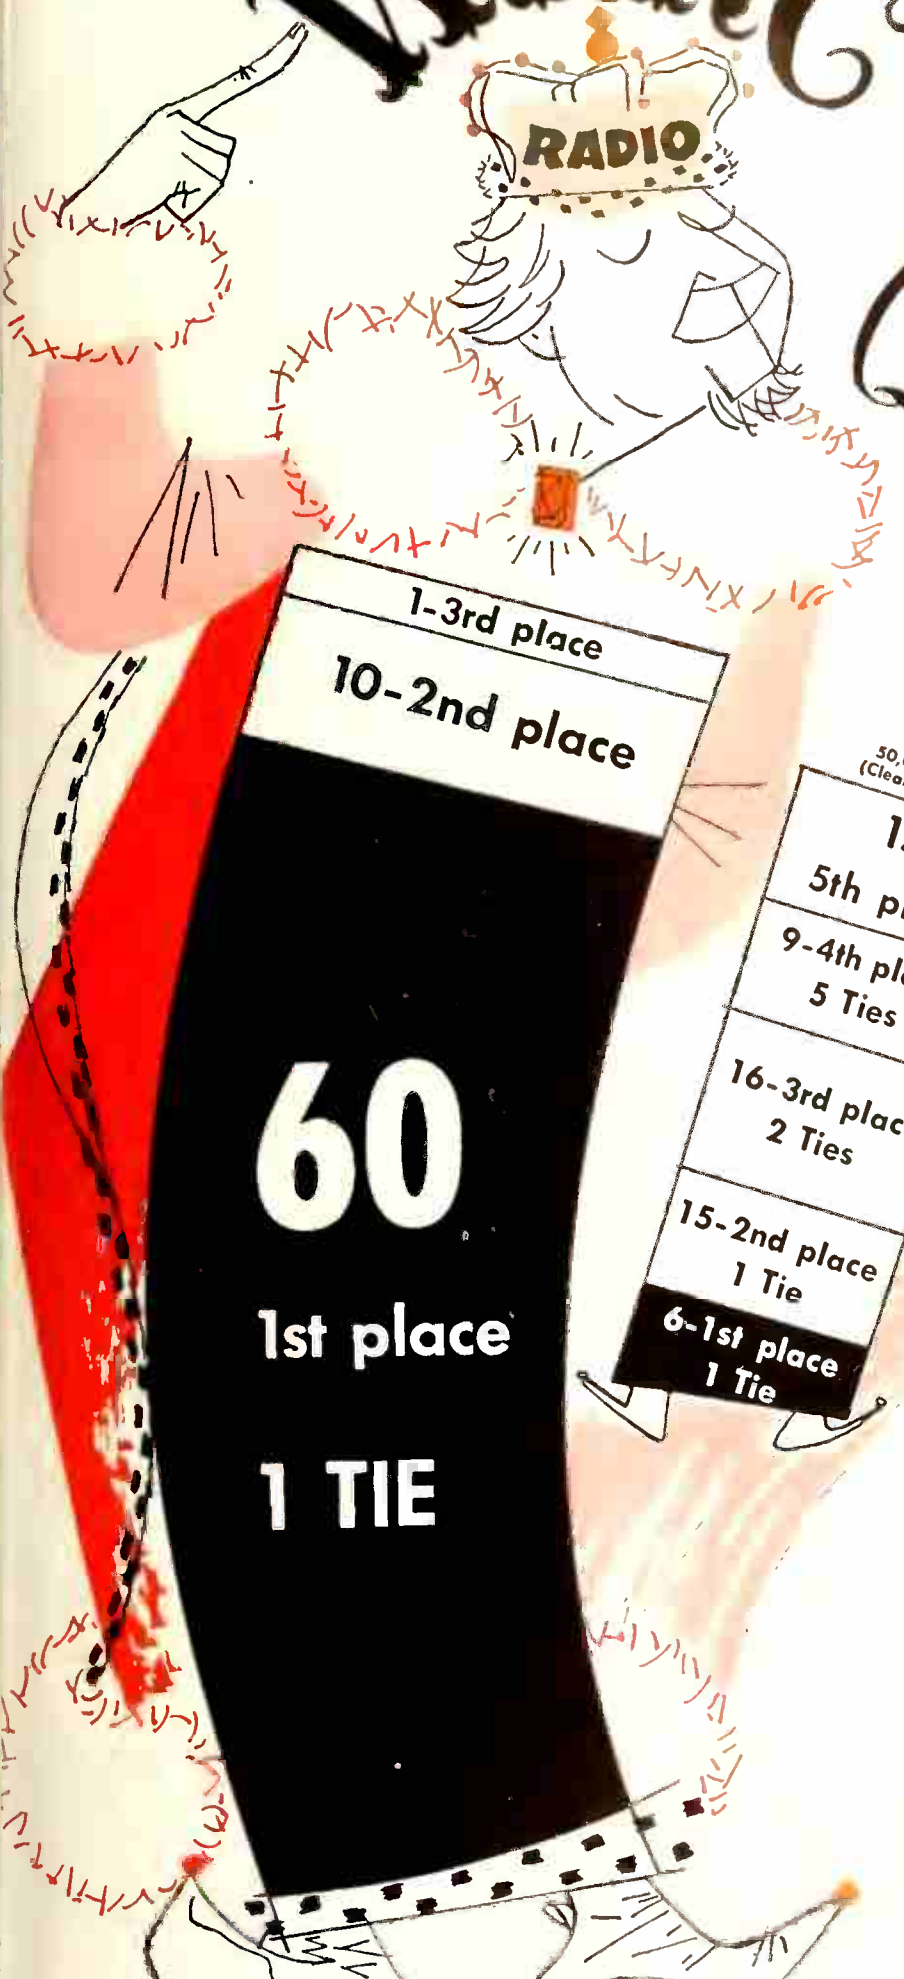 RADIO
1-3rd place
10-2nd place
60
1st place
1 TIE
5th
9-4th
5 Ties
16-3rd
2 Ties
15-2nd place
1 Tie
6-1st place
1 Tie